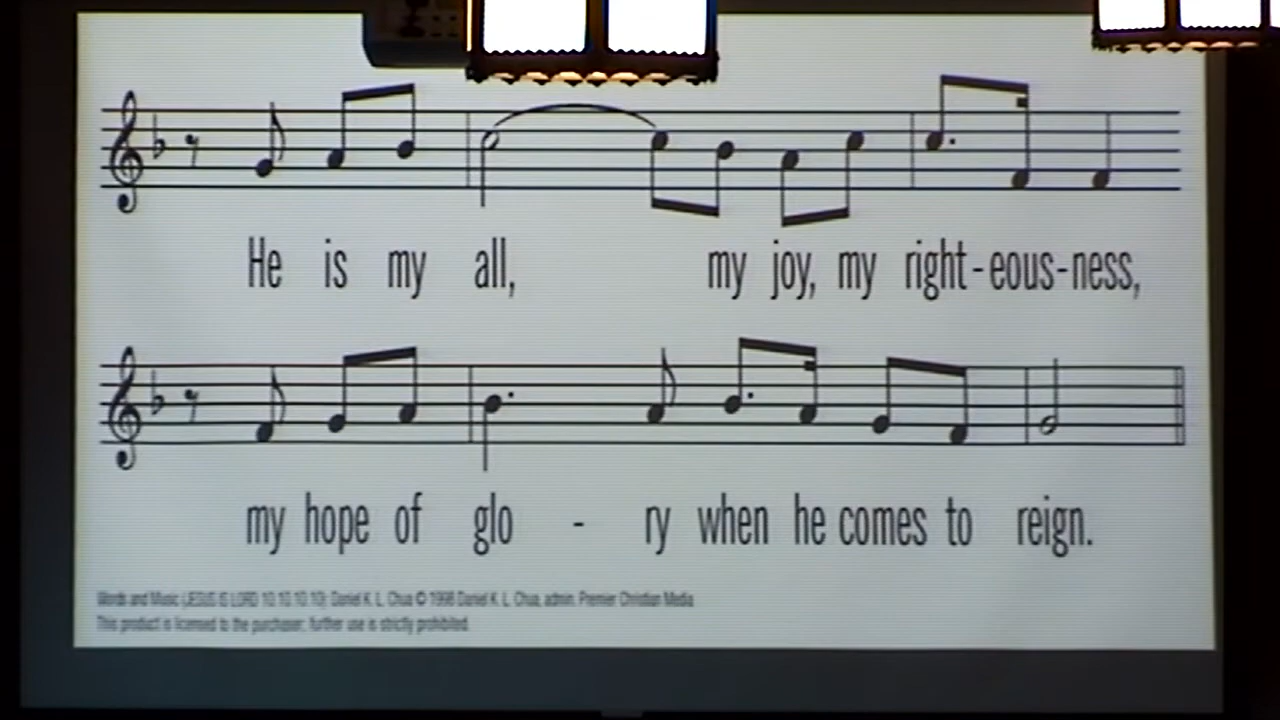 He is my all, my joy, my right-eous-ness,
my hope of glo - ry when he comes to reign.
Words and Music (JESUS IS LORD 10.10.10.10): Daniel K. L. Chua © 1998 Daniel K. L. Chua, admin. Premier Christian Media
This product is licensed to the purchaser; further use is strictly prohibited.